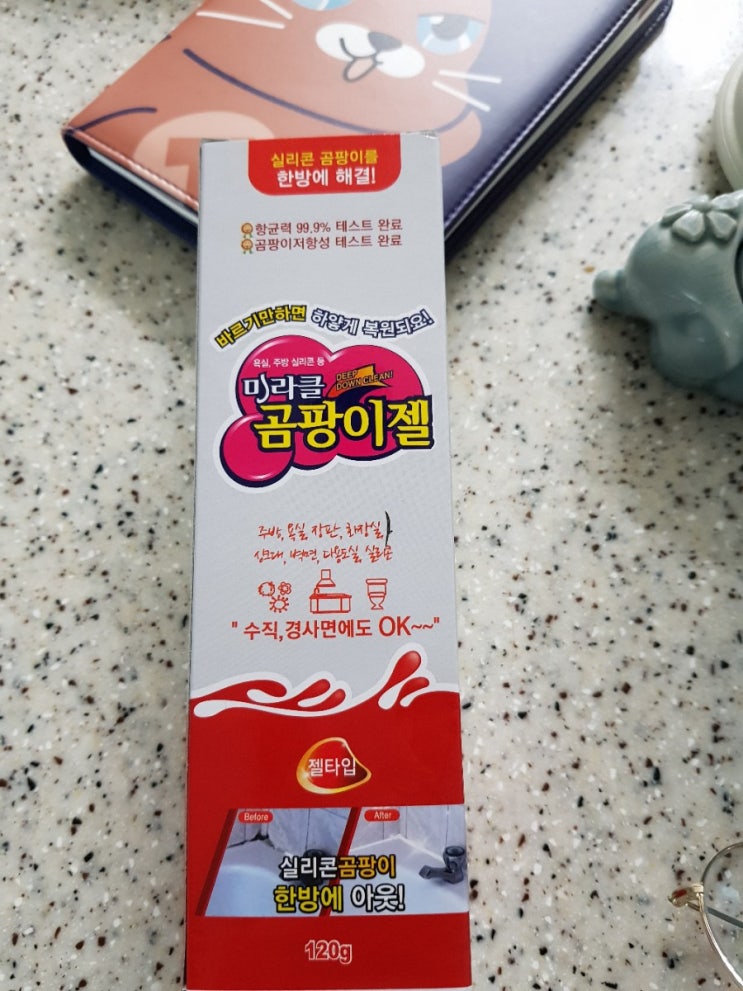 실리콘 곰팡이를
한방에 해결!
항균력 99.9% 테스트 완료
곰팡이저항성 테스트 완료
바르기만하면 하얗게 복원되요!
욕실, 주방 실리콘 등
미라클
DEEP
DOWN CLEAN!
곰팡이젤
주방, 욕실, 장판, 화장실,
싱크대, 벽면, 다용도실, 실리콘
" 수직,경사면에도 OK~~"
젤타입
Before
After
실리콘곰팡이
한방에 아웃!
120g